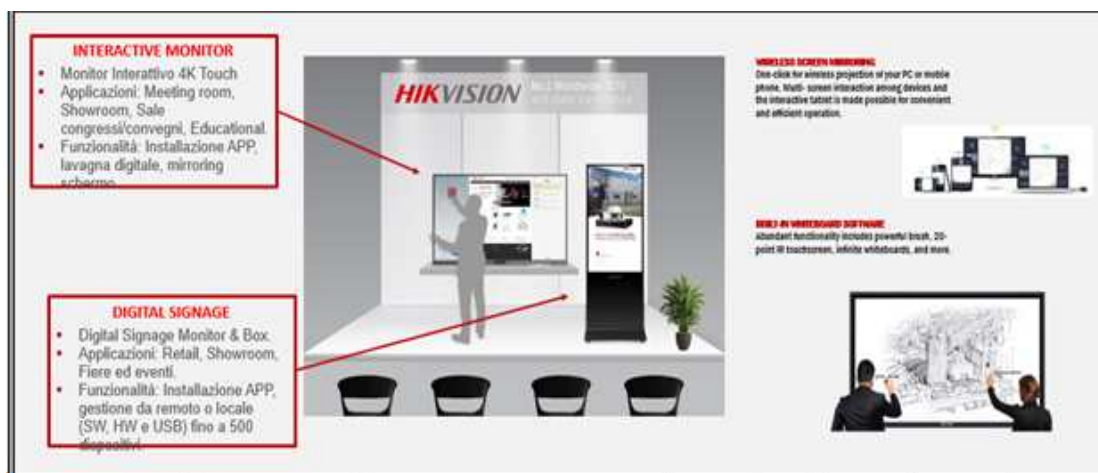 INTERACTIVE MONITOR
Monitor Interattivo 4K Touch
Applicazioni: Meeting room,
Showroom, Sale
congressi/convegni, Educational.
Funzionalità: Installazione APP,
lavagna digitale, mirroring
schermo.
DIGITAL SIGNAGE
Digital Signage Monitor & Box.
Applicazioni: Retail, Showroom,
Fiere ed eventi.
Funzionalità: Installazione APP,
gestione da remoto o locale
(SW, HW e USB) fino a 500
dispositivi.
HIKVISION
WIRELESS SCREEN MIRRORING
One-click for wireless projection of your PC or mobile
phone. Multi- screen interaction among devices and
the interactive tablet is made possible for convenient
and efficient operation.
BUILT-IN WHITEBOARD SOFTWARE
Abundant functionality includes powerful brush, 20-
point IR touchscreen, infinite whiteboards, and more.